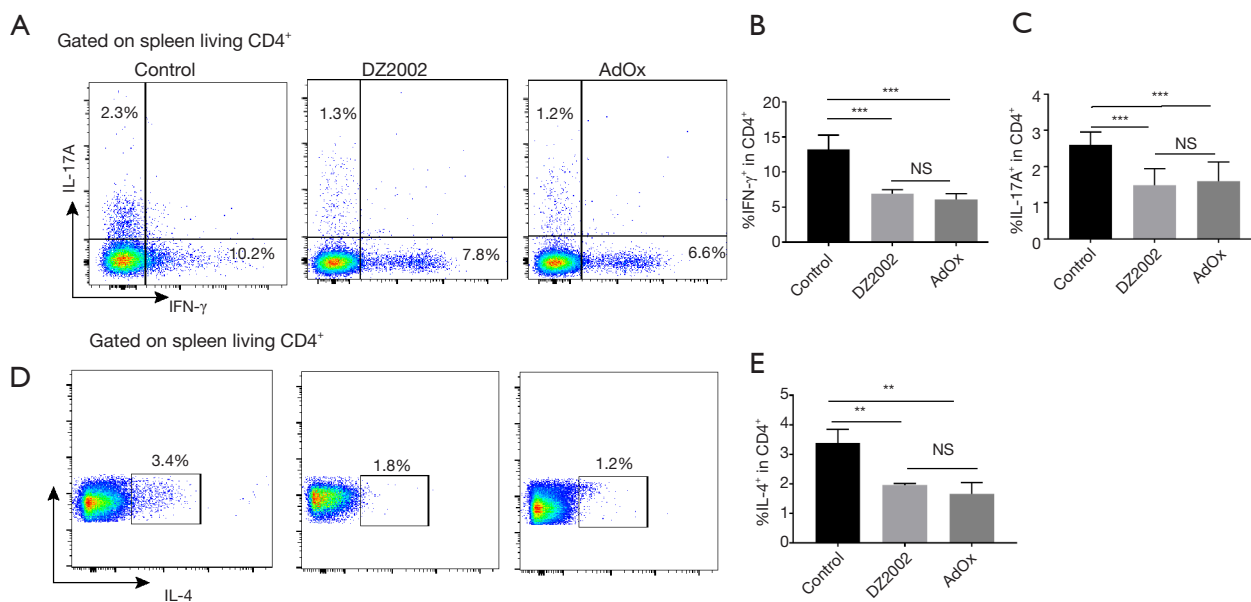 A
Gated on spleen living CD4⁺
Control
DZ2002
AdOx
2.3%
1.3%
1.2%
10.2%
7.8%
6.6%
IL-17A
IFN-γ
B
%IFN-γ⁺ in CD4⁺
20
15
10
5
0
***
***
NS
Control
DZ2002
AdOx
C
%IL-17A⁺ in CD4⁺
4
3
2
1
0
***
***
NS
Control
DZ2002
AdOx
D
Gated on spleen living CD4⁺
3.4%
1.8%
1.2%
IL-4
E
%IL-4⁺ in CD4⁺
5
4
3
2
1
0
**
**
NS
Control
DZ2002
AdOx